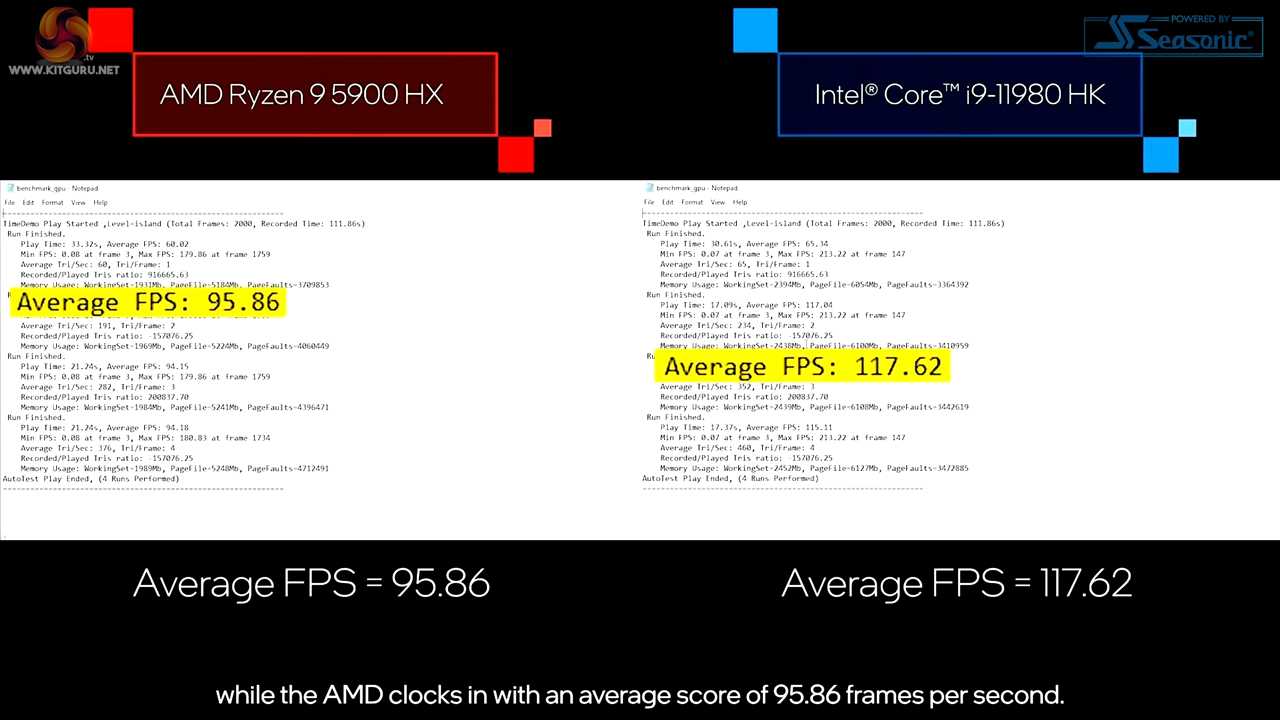 .tv
WWW.KITGURU.NET
POWERED BY
Seasonic
AMD Ryzen 9 5900 HX
Intel® Core™ i9-11980 HK
benchmark_gpu - Notepad
File Edit Format View Help
TimeDemo Play Started ,Level-island (Total Frames: 2000, Recorded Time: 111.86s)
Run Finished.
Play Time: 33.32s, Average FPS: 60.02
Min FPS: 0.08 at frame 3, Max FPS: 179.86 at frame 1759
Average Tri/Sec: 60, Tri/Frame: 1
Recorded/Played Tris ratio: 916665.63
Memory Usage: WorkingSet-1931Mb, PageFile-5184Mb, PageFaults-3709853
Average FPS: 95.86
Average Tri/Sec: 191, Tri/Frame: 2
Recorded/Played Tris ratio: -157076.25
Memory Usage: WorkingSet-1969Mb, PageFile-5224Mb, PageFaults-4060449
Run Finished.
Play Time: 21.24s, Average FPS: 94.15
Min FPS: 0.08 at frame 3, Max FPS: 179.86 at frame 1759
Average Tri/Sec: 282, Tri/Frame: 3
Recorded/Played Tris ratio: 200837.70
Memory Usage: WorkingSet-1984Mb, PageFile-5241Mb, PageFaults-4396471
Run Finished.
Play Time: 21.24s, Average FPS: 94.18
Min FPS: 0.08 at frame 3, Max FPS: 180.83 at frame 1734
Average Tri/Sec: 376, Tri/Frame: 4
Recorded/Played Tris ratio: -157076.25
Memory Usage: WorkingSet-1989Mb, PageFile-5248Mb, PageFaults-4712491
AutoTest Play Ended, (4 Runs Performed)
benchmark_gpu - Notepad
File Edit Format View Help
TimeDemo Play Started ,Level-island (Total Frames: 2000, Recorded Time: 111.86s)
Run Finished.
Play Time: 30.61s, Average FPS: 65.34
Min FPS: 0.07 at frame 3, Max FPS: 213.22 at frame 147
Average Tri/Sec: 65, Tri/Frame: 1
Recorded/Played Tris ratio: 916665.63
Memory Usage: WorkingSet-2394Mb, PageFile-6054Mb, PageFaults-3364392
Run Finished.
Play Time: 17.09s, Average FPS: 117.04
Min FPS: 0.07 at frame 3, Max FPS: 213.22 at frame 147
Average Tri/Sec: 234, Tri/Frame: 2
Recorded/Played Tris ratio: -157076.25
Memory Usage: WorkingSet-2438Mb, PageFile-6100Mb, PageFaults-3410959
Average FPS: 117.62
Average Tri/Sec: 352, Tri/Frame: 3
Recorded/Played Tris ratio: 200837.70
Memory Usage: WorkingSet-2439Mb, PageFile-6108Mb, PageFaults-3442619
Run Finished.
Play Time: 17.37s, Average FPS: 115.11
Min FPS: 0.07 at frame 3, Max FPS: 213.22 at frame 147
Average Tri/Sec: 460, Tri/Frame: 4
Recorded/Played Tris ratio: -157076.25
Memory Usage: WorkingSet-2452Mb, PageFile-6127Mb, PageFaults-3472885
AutoTest Play Ended, (4 Runs Performed)
Average FPS = 95.86
Average FPS = 117.62
while the AMD clocks in with an average score of 95.86 frames per second.